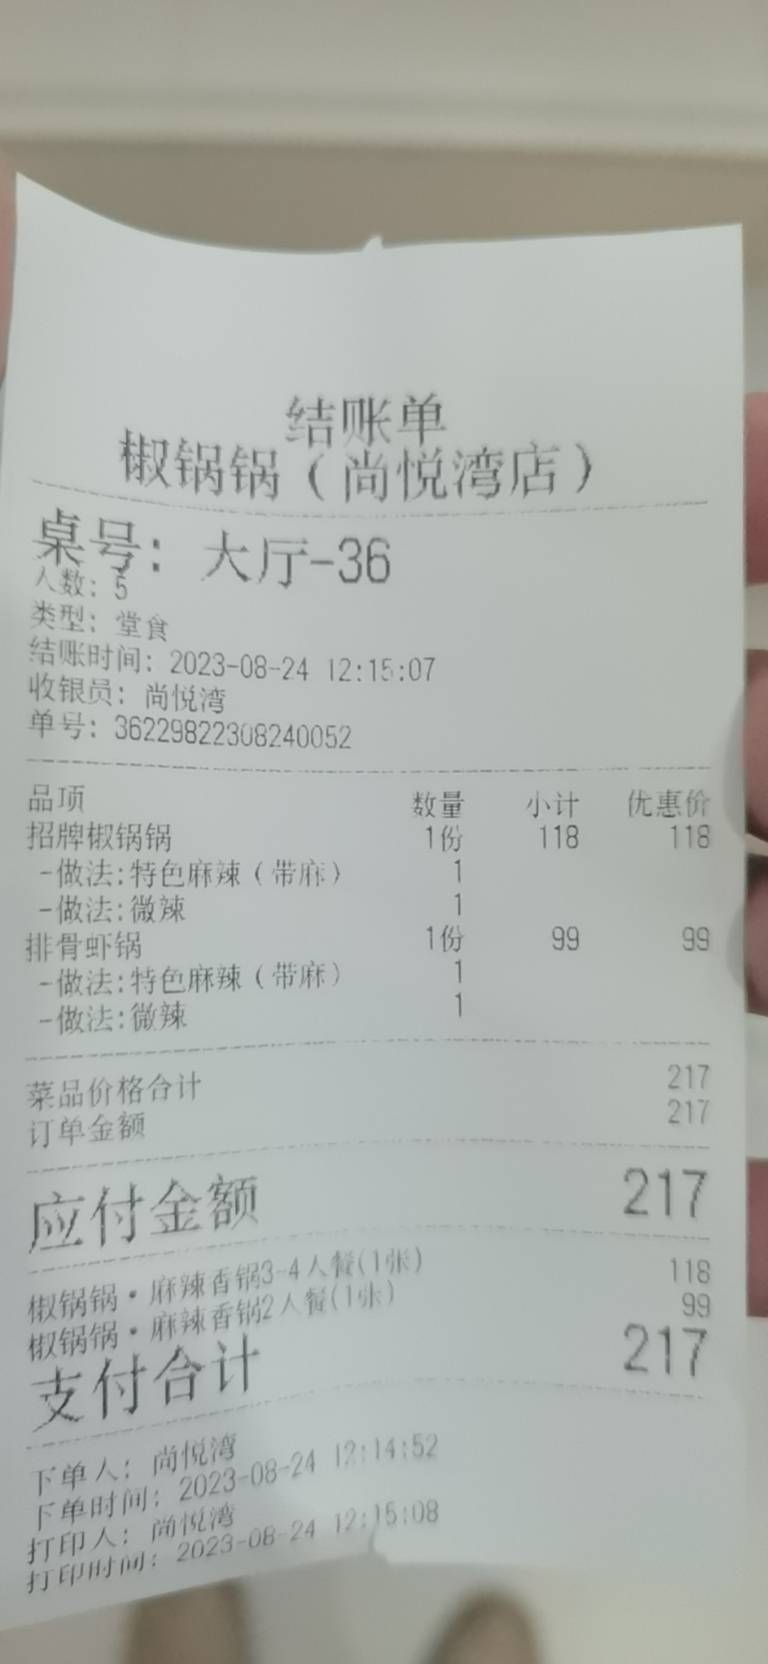 结账单
椒锅锅（尚悦湾店）
桌号：大厅-36
人数：5
类型：堂食
结账时间：2023-08-24 12:15:07
收银员：尚悦湾
单号：36229822308240052
品项 数量 小计 优惠价
招牌椒锅锅 1份 118 118
-做法:特色麻辣（带麻） 1
-做法:微辣 1
排骨虾锅 1份 99 99
-做法:特色麻辣（带麻） 1
-做法:微辣 1
菜品价格合计 217
订单金额 217
应付金额 217
椒锅锅·麻辣香锅3-4人餐(1张) 118
椒锅锅·麻辣香锅2人餐(1张) 99
支付合计 217
下单人：尚悦湾
下单时间：2023-08-24 12:14:52
打印人：尚悦湾
打印时间：2023-08-24 12:15:08